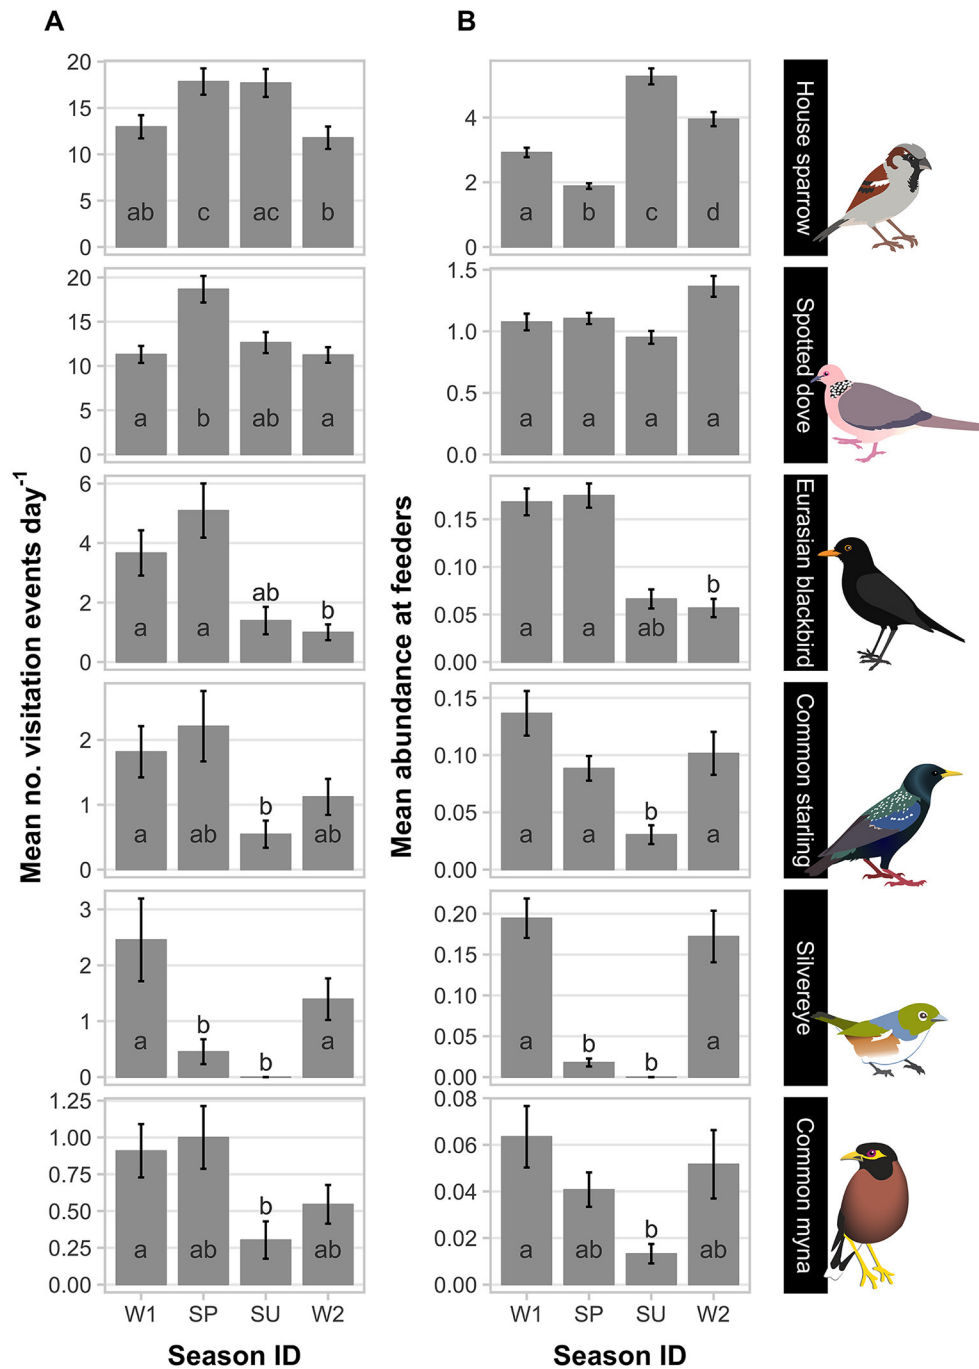 A
B
Mean no. visitation events day-1
Mean abundance at feeders
20
15
10
5
0
ab
c
ac
b
4
2
0
a
b
c
d
House sparrow
20
15
10
5
0
a
b
ab
a
1.5
1.0
0.5
0.0
a
a
a
a
Spotted dove
6
4
2
0
a
a
ab
b
0.15
0.10
0.05
0.00
a
a
ab
b
Eurasian blackbird
2
1
0
a
ab
b
ab
0.15
0.10
0.05
0.00
a
a
b
a
Common starling
3
2
1
0
a
b
b
a
0.20
0.15
0.10
0.05
0.00
a
b
b
a
Silvereye
1.25
1.00
0.75
0.50
0.25
0.00
a
ab
b
ab
0.08
0.06
0.04
0.02
0.00
a
ab
b
ab
Common myna
W1 SP SU W2
W1 SP SU W2
Season ID
Season ID